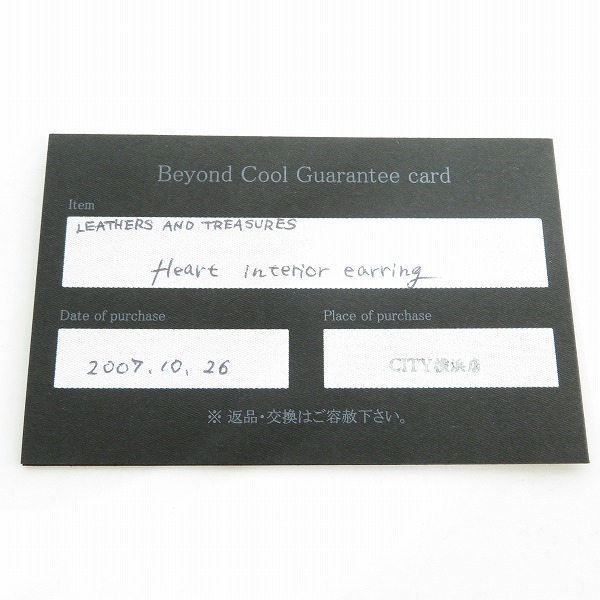 Beyond Cool Guarantee card
Item
LEATHERS AND TREASURES
Heart interior earring
Date of purchase
Place of purchase
2007.10.26
CITY横浜店
※ 返品・交換はご容赦下さい。